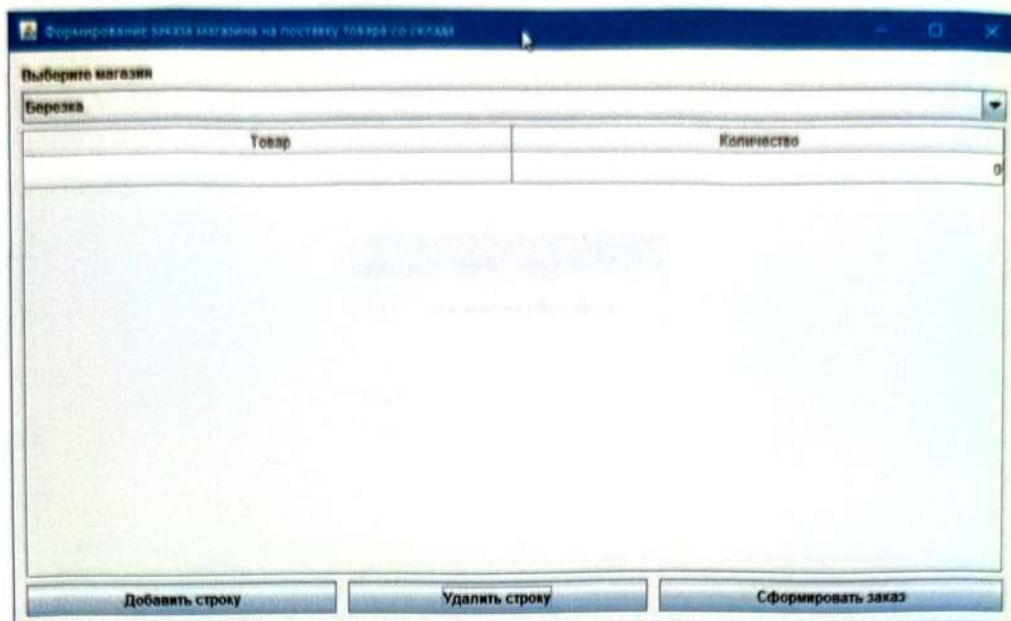 Формирование заказа магазина на поставку товара со склада
Выберите магазин
Березка
Товар Количество
0
Добавить строку Удалить строку Сформировать заказ